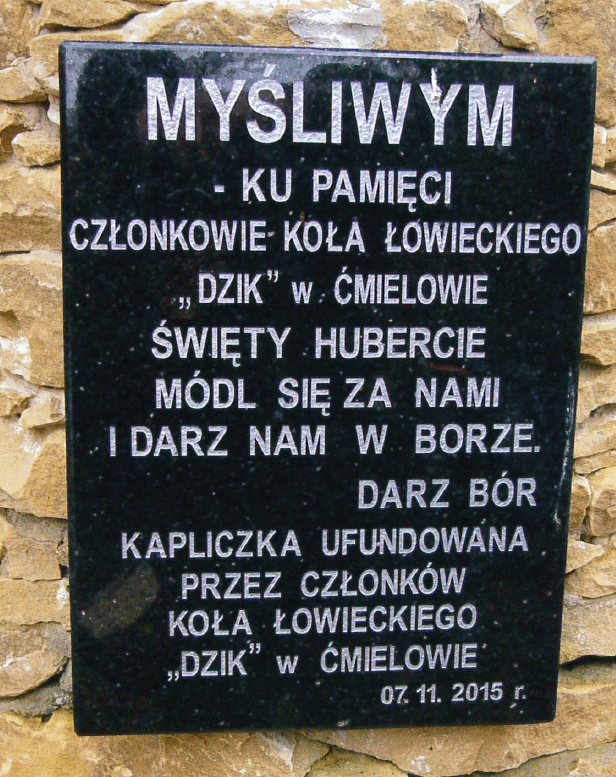 MYŚLIWYM
- KU PAMIĘCI
CZŁONKOWIE KOŁA ŁOWIECKIEGO
„DZIK” w ĆMIELOWIE
ŚWIĘTY HUBERCIE
MÓDL SIĘ ZA NAMI
I DARZ NAM W BORZE.
DARZ BÓR
KAPLICZKA UFUNDOWANA
PRZEZ CZŁONKÓW
KOŁA ŁOWIECKIEGO
„DZIK” w ĆMIELOWIE
07. 11. 2015 r.